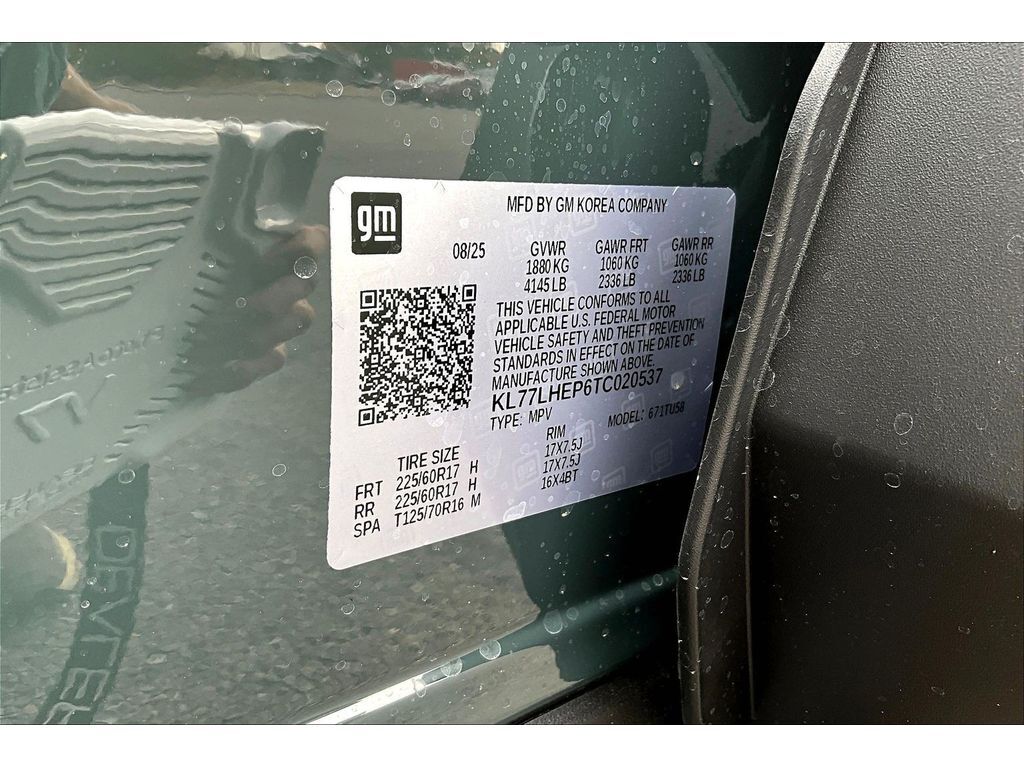 gm
MFD BY GM KOREA COMPANY
08/25 GVWR GAWR FRT GAWR RR
1880 KG 1060 KG 1060 KG
4145 LB 2336 LB 2336 LB
THIS VEHICLE CONFORMS TO ALL
APPLICABLE U.S. FEDERAL MOTOR
VEHICLE SAFETY AND THEFT PREVENTION
STANDARDS IN EFFECT ON THE DATE OF
MANUFACTURE SHOWN ABOVE.
KL77LHEP6TC020537
TYPE: MPV MODEL: 671TU58
TIRE SIZE RIM
FRT 225/60R17 H 17X7.5J
RR 225/60R17 H 17X7.5J
SPA T125/70R16 M 16X4BT